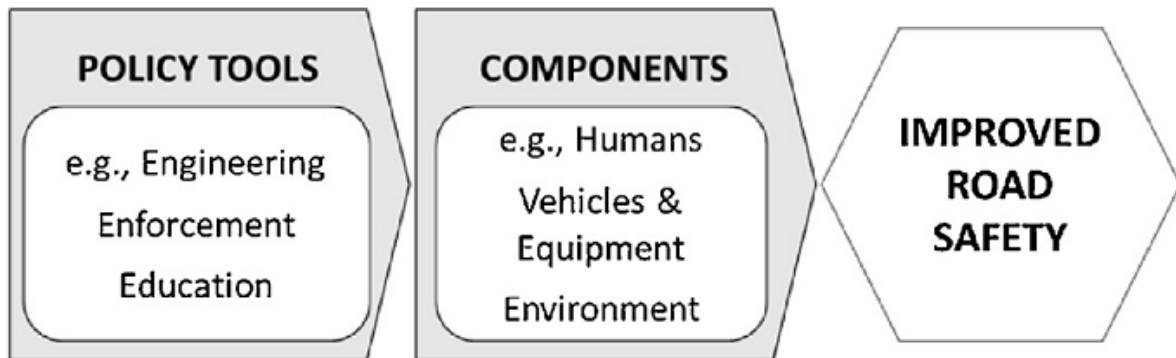 POLICY TOOLS
e.g., Engineering
Enforcement
Education
COMPONENTS
e.g., Humans
Vehicles &
Equipment
Environment
IMPROVED
ROAD
SAFETY